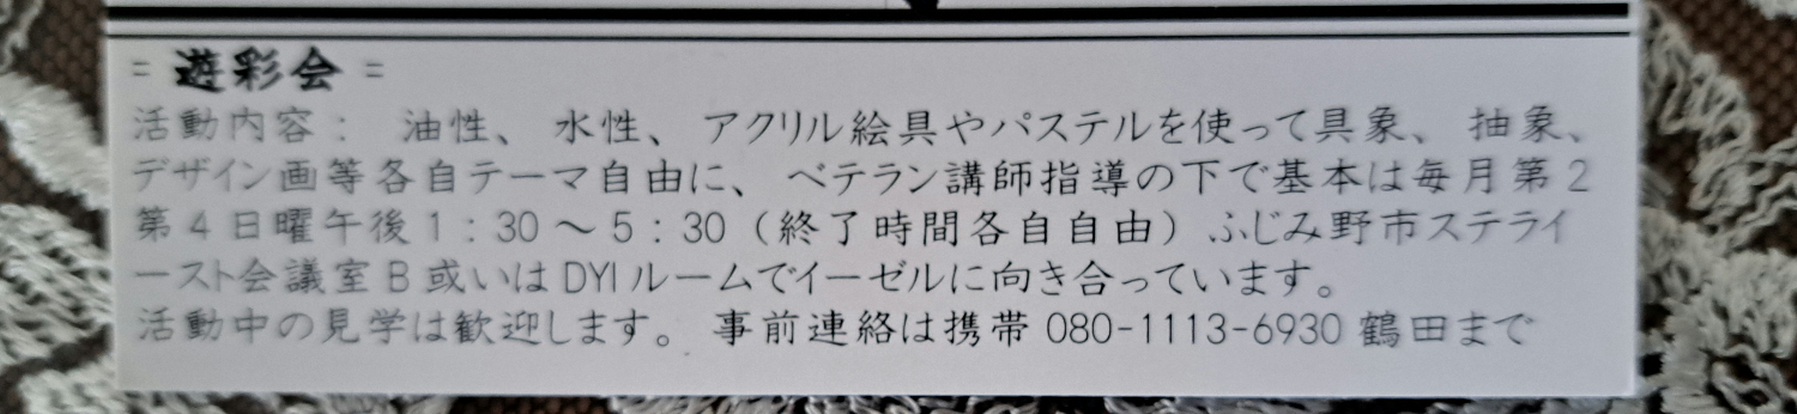 = 遊彩会 =
活動内容： 油性、 水性、 アクリル絵具やパステルを使って具象、 抽象、
デザイン画等各自テーマ自由に、 ベテラン講師指導の下で基本は毎月第２
第４日曜午後１：30～５：30（終了時間各自自由）ふじみ野市ステライ
ースト会議室Ｂ或いはDYIルームでイーゼルに向き合っています。
活動中の見学は歓迎します。 事前連絡は携帯 080-1113-6930 鶴田まで